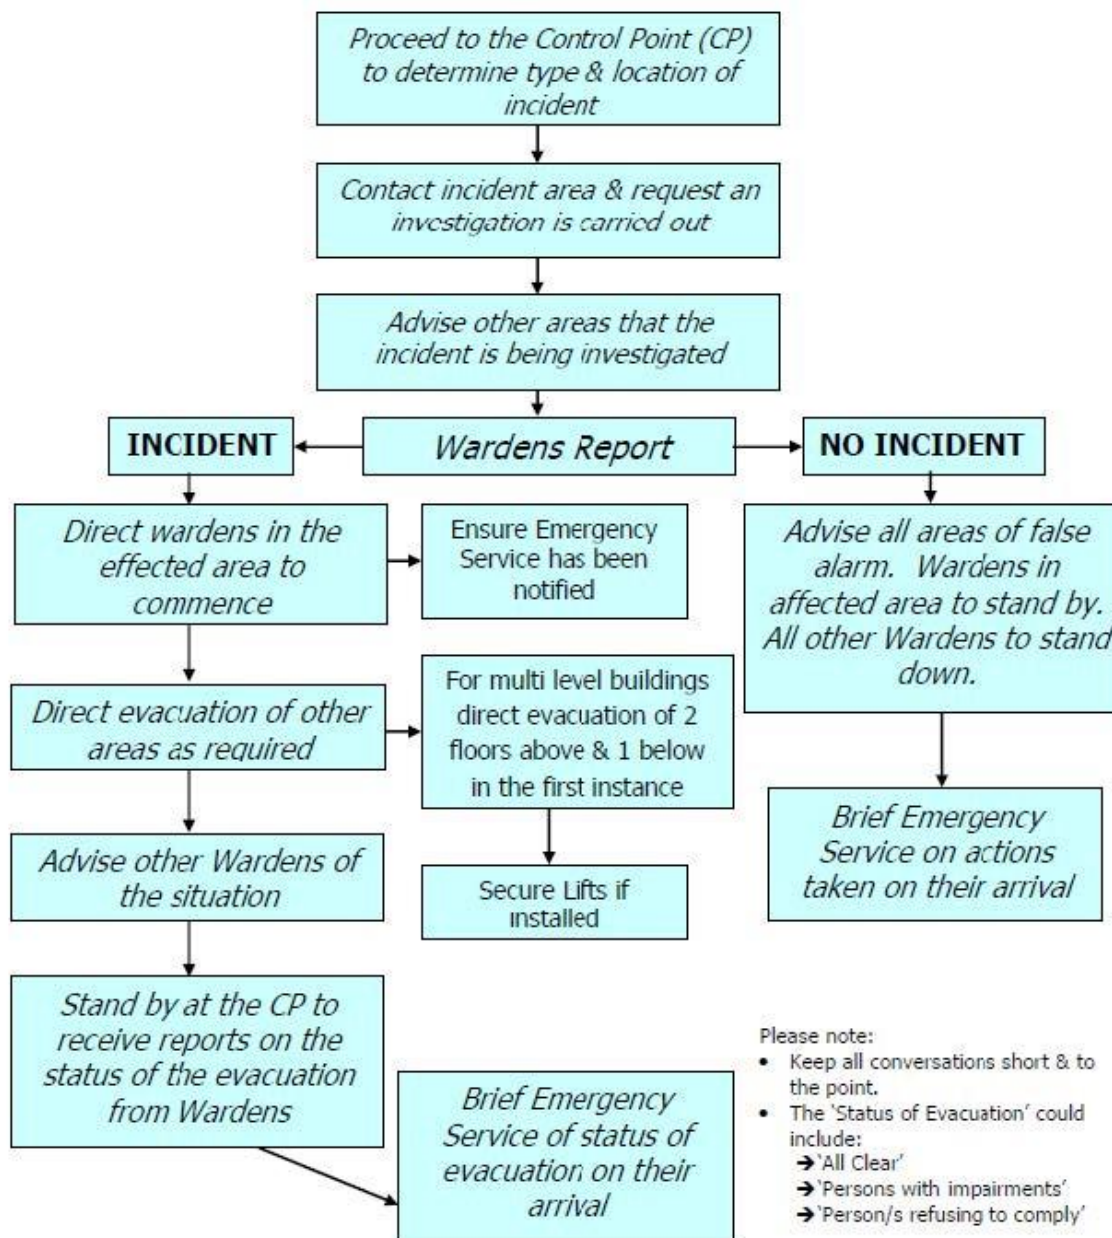 Proceed to the Control Point (CP)
to determine type & location of
incident
Contact incident area & request an
investigation is carried out
Advise other areas that the
incident is being investigated
INCIDENT
Wardens Report
NO INCIDENT
Direct wardens in the
effected area to
commence
Ensure Emergency
Service has been
notified
Advise all areas of false
alarm. Wardens in
affected area to stand by.
All other Wardens to stand
down.
Direct evacuation of other
areas as required
For multi level buildings
direct evacuation of 2
floors above & 1 below
in the first instance
Brief Emergency
Service on actions
taken on their arrival
Advise other Wardens of
the situation
Secure Lifts if
installed
Stand by at the CP to
receive reports on the
status of the evacuation
from Wardens
Brief Emergency
Service of status of
evacuation on their
arrival
Please note:
• Keep all conversations short & to
the point.
• The ‘Status of Evacuation’ could
include:
➔‘All Clear’
➔‘Persons with impairments’
➔‘Person/s refusing to comply’